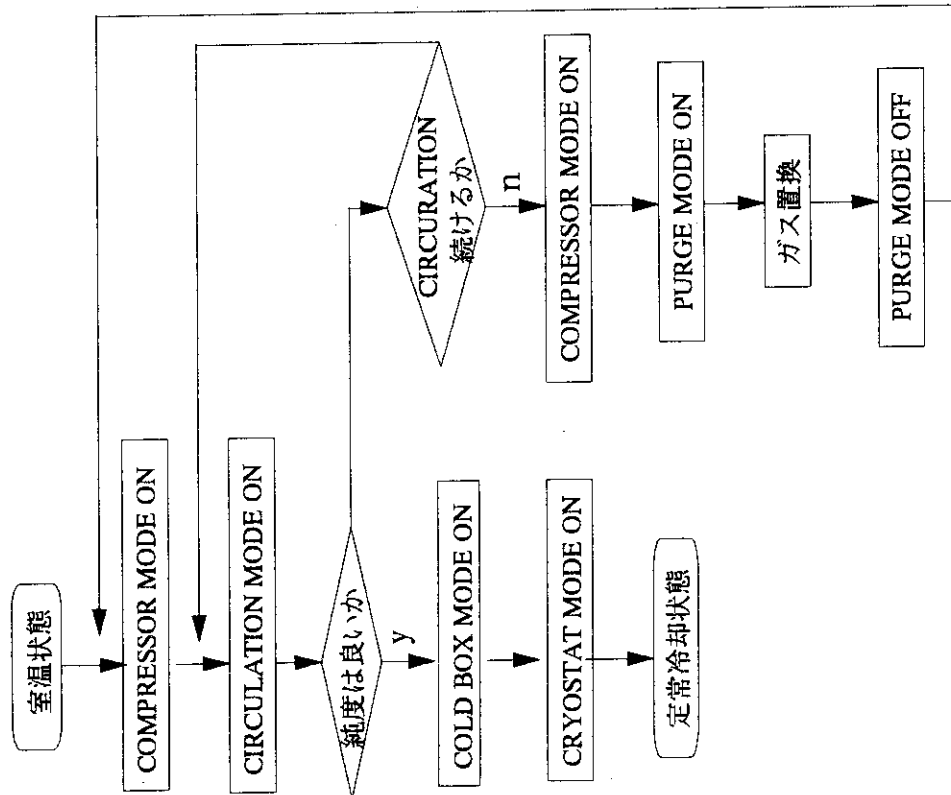 室温状態
COMPRESSOR MODE ON
CIRCULATION MODE ON
純度は良いか
y
COLD BOX MODE ON
CRYOSTAT MODE ON
定常冷却状態
CIRCURATION
続けるか
n
COMPRESSOR MODE ON
PURGE MODE ON
ガス置換
PURGE MODE OFF